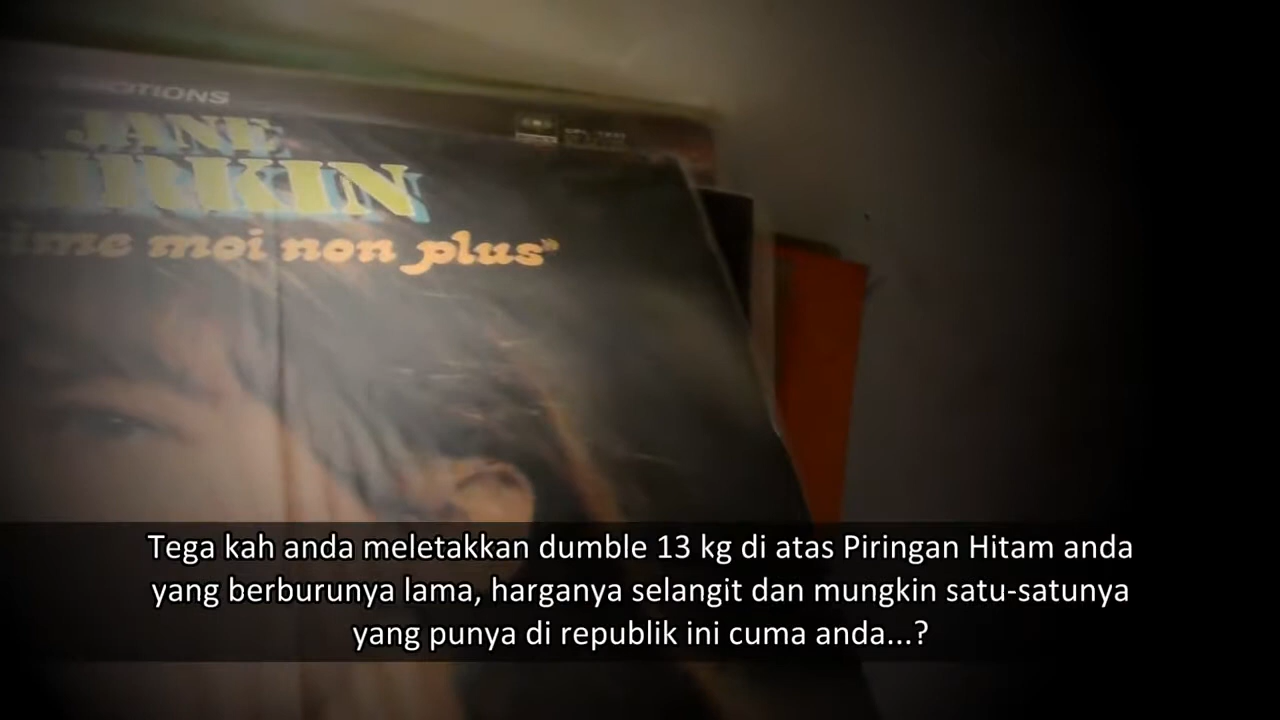 JANE
IRKIN
ime moi non plus"
Tega kah anda meletakkan dumble 13 kg di atas Piringan Hitam anda
yang berburunya lama, harganya selangit dan mungkin satu-satunya
yang punya di republik ini cuma anda...?